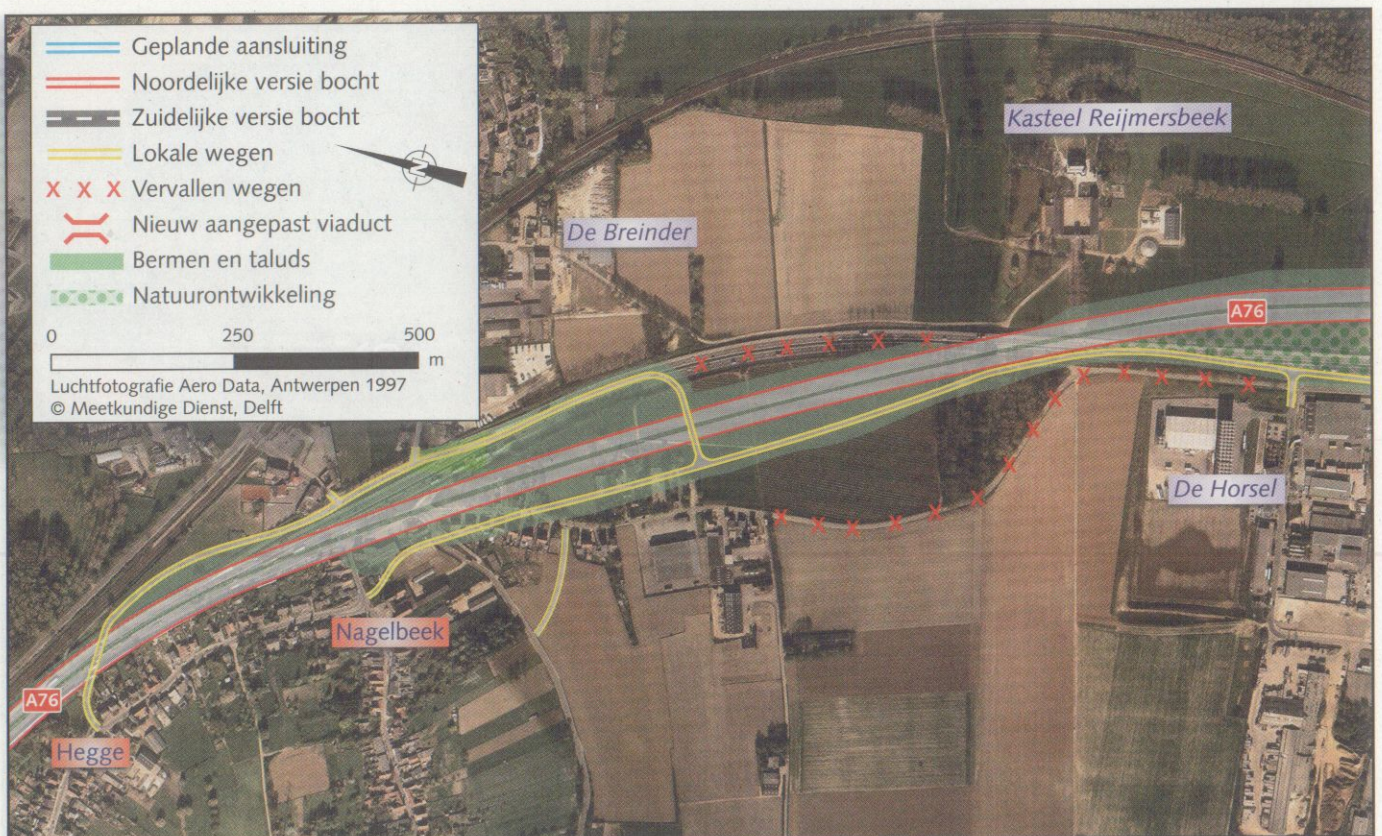 Geplande aansluiting
Noordelijke versie bocht
Zuidelijke versie bocht
Lokale wegen
X X X Vervallen wegen
Nieuw aangepast viaduct
Bermen en taluds
Natuurontwikkeling
N
0 250 500
m
Luchtfotografie Aero Data, Antwerpen 1997
© Meetkundige Dienst, Delft
Kasteel Reijmersbeek
De Breinder
A76
De Horsel
Nagelbeek
A76
Hegge